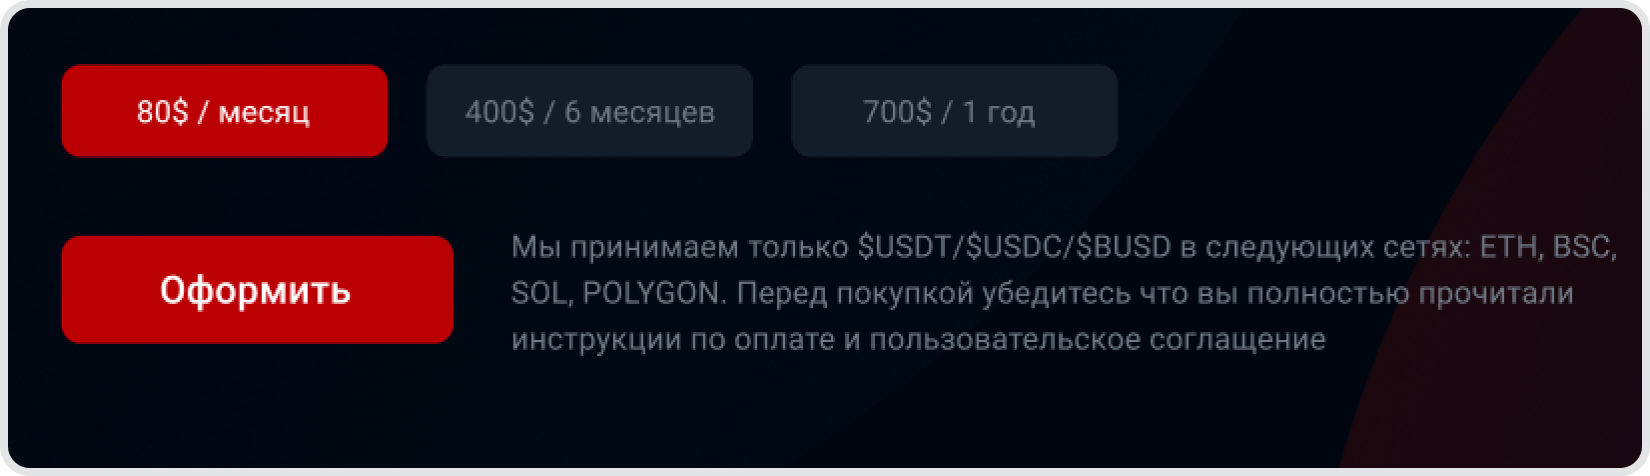 80$ / месяц
400$ / 6 месяцев
700$ / 1 год
Оформить
Мы принимаем только $USDT/$USDC/$BUSD в следующих сетях: ETH, BSC,
SOL, POLYGON. Перед покупкой убедитесь что вы полностью прочитали
инструкции по оплате и пользовательское соглащение